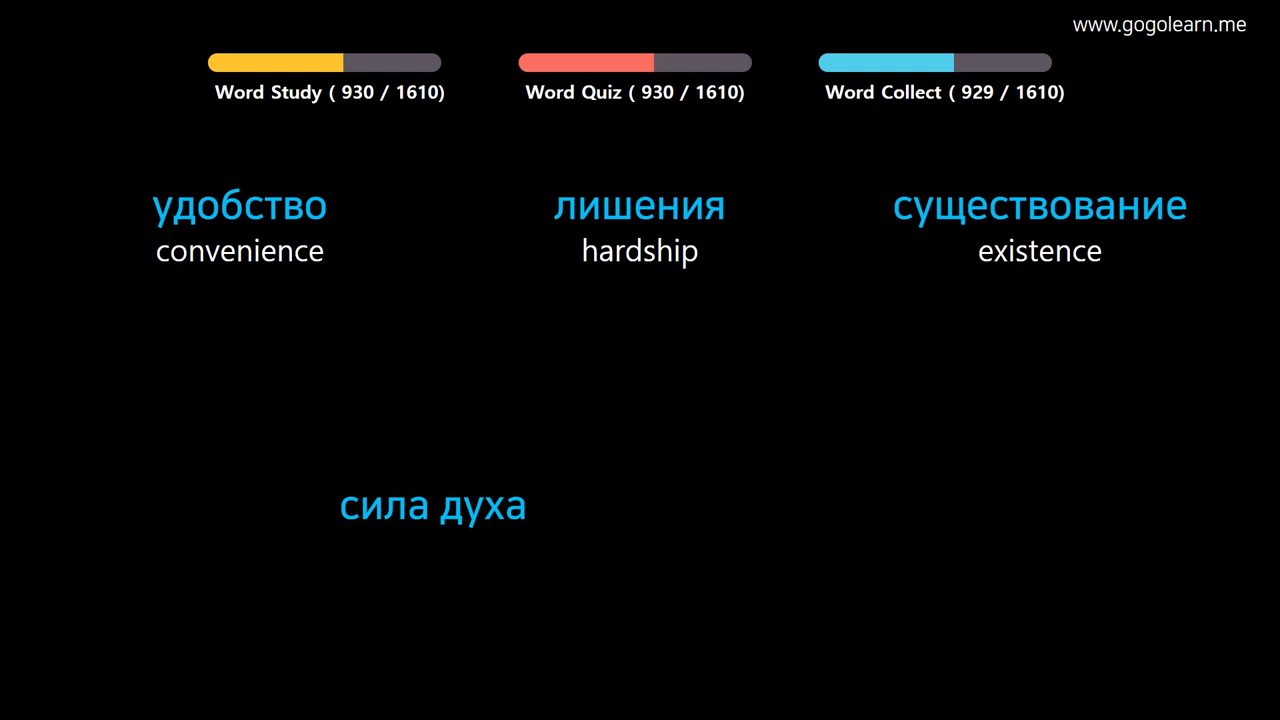 www.gogolearn.me
Word Study ( 930 / 1610)
Word Quiz ( 930 / 1610)
Word Collect ( 929 / 1610)
удобство
convenience
лишения
hardship
существование
existence
сила духа